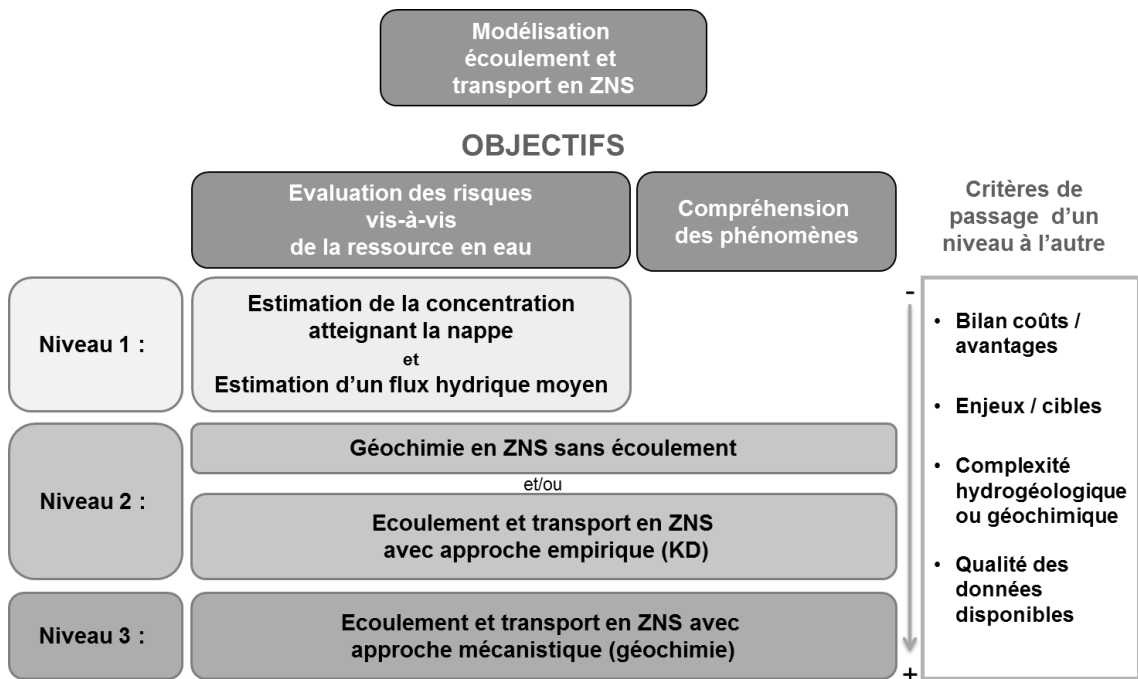 Modélisation
écoulement et
transport en ZNS
OBJECTIFS
Evaluation des risques
vis-à-vis
de la ressource en eau
Compréhension
des phénomènes
Critères de
passage d'un
niveau à l'autre
Niveau 1 :
Estimation de la concentration
atteignant la nappe
et
Estimation d'un flux hydrique moyen
Niveau 2 :
Géochimie en ZNS sans écoulement
et/ou
Ecoulement et transport en ZNS
avec approche empirique (KD)
Niveau 3 :
Ecoulement et transport en ZNS avec
approche mécanistique (géochimie)
-
+
• Bilan coûts /
avantages
• Enjeux / cibles
• Complexité
hydrogéologique
ou géochimique
• Qualité des
données
disponibles